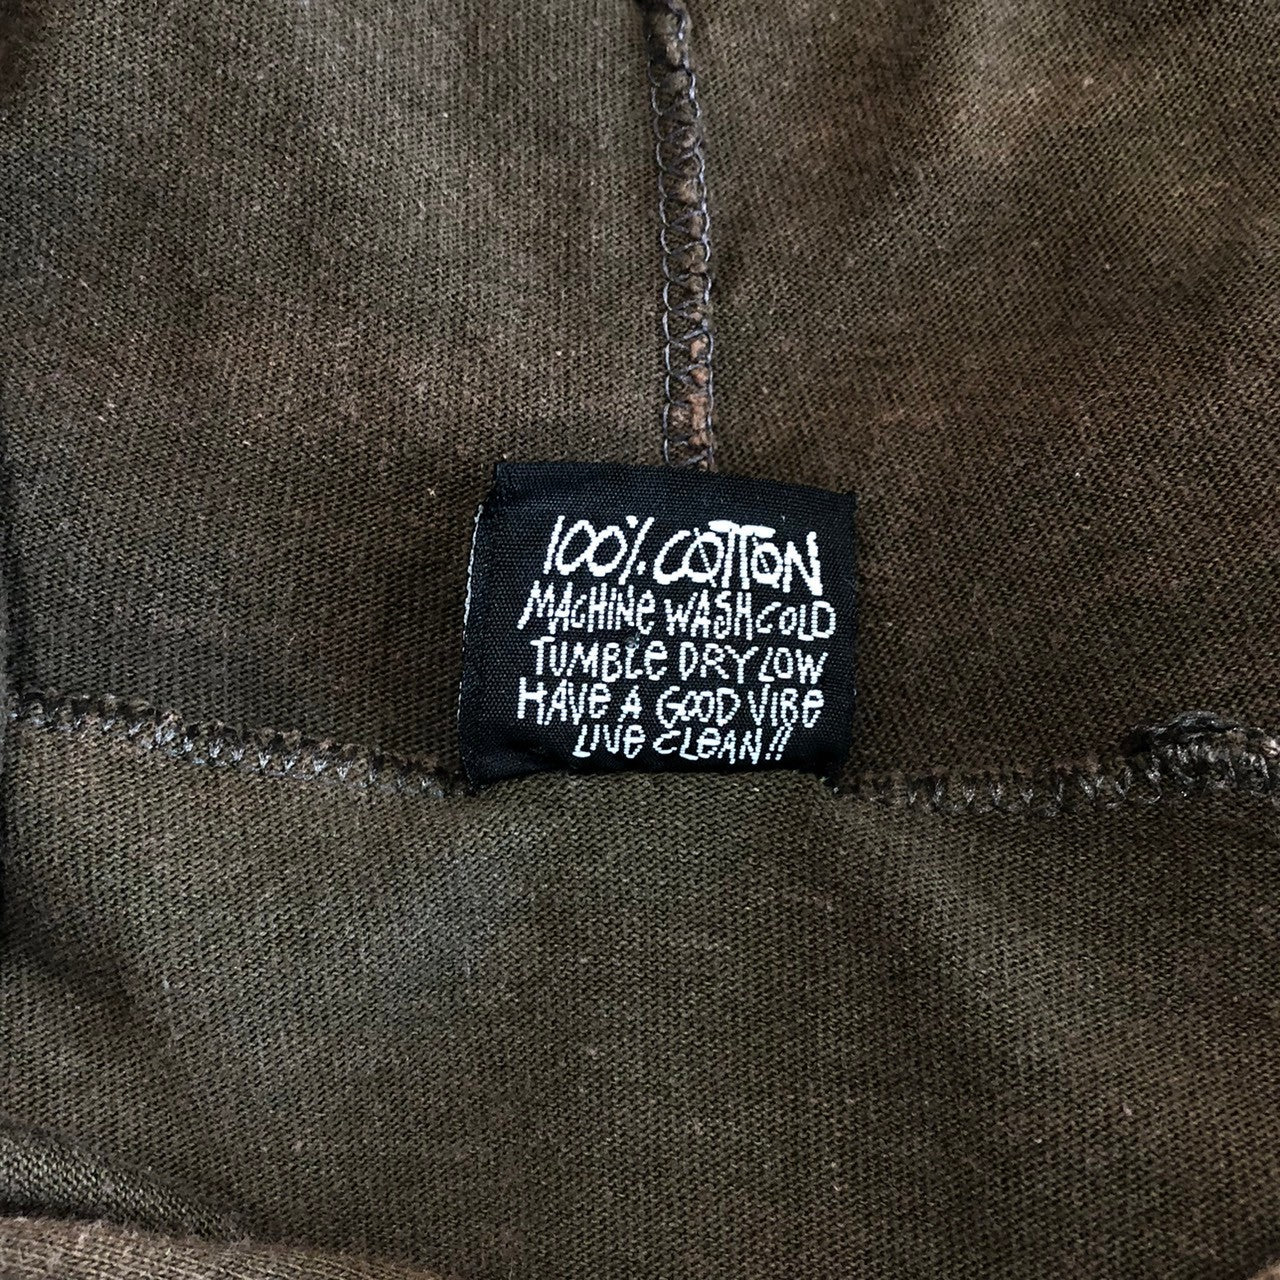 100% COTTON
MACHINE WASH COLD
TUMBLE DRY LOW
HAVE A GOOD VIBE
LIVE CLEAN!!